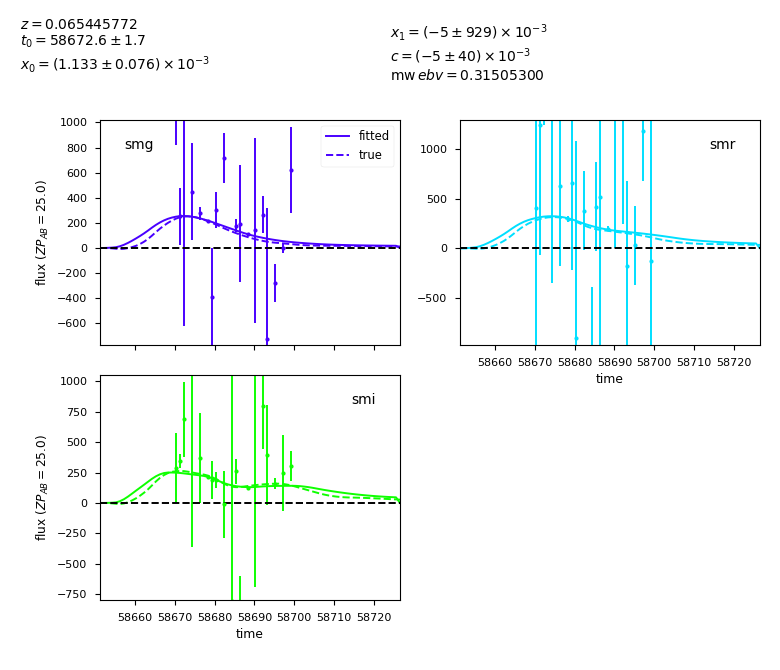 z = 0.065445772
t₀ = 58672.6 ± 1.7
x₀ = (1.133 ± 0.076) × 10⁻³
x₁ = (−5 ± 929) × 10⁻³
c = (−5 ± 40) × 10⁻³
mw ebv = 0.31505300
smg
fitted
true
1000
800
600
400
200
0
−200
−400
−600
flux (ZP_AB = 25.0)
smr
1000
500
0
−500
58660 58670 58680 58690 58700 58710 58720
time
smi
1000
750
500
250
0
−250
−500
−750
flux (ZP_AB = 25.0)
58660 58670 58680 58690 58700 58710 58720
time